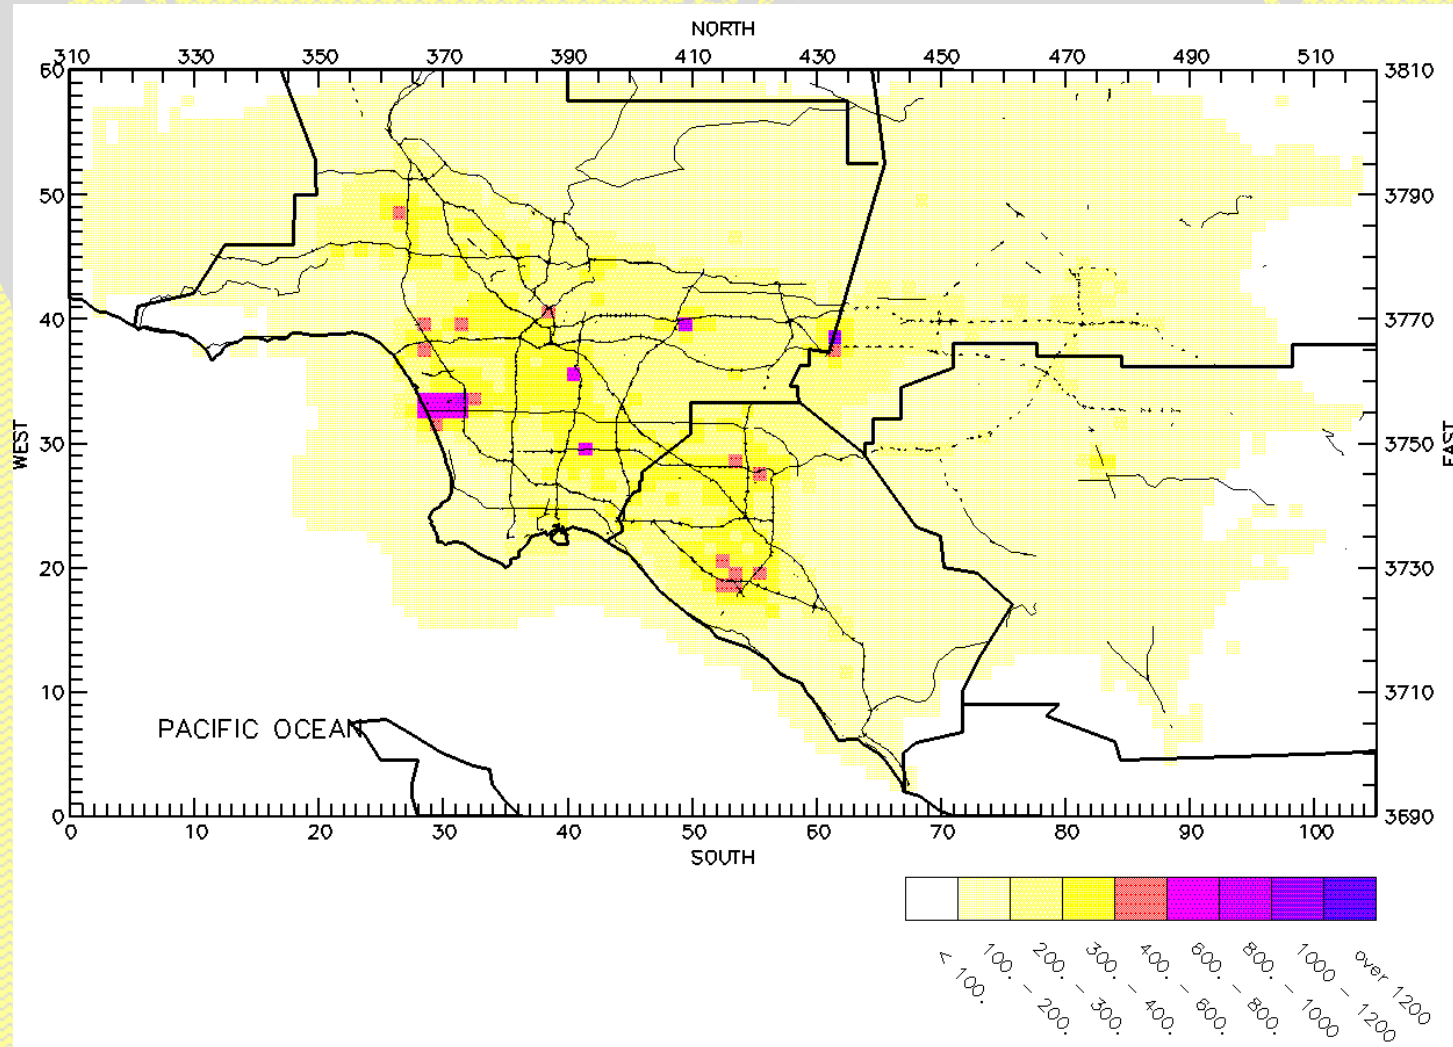 NORTH
310 330 350 370 390 410 430 450 470 490 510
60 3810
50 3790
40 3770
WEST 30 3750 EAST
20 3730
10 3710
PACIFIC OCEAN
0 3690
0 10 20 30 40 50 60 70 80 90 100
SOUTH
< 100.
100. - 200.
200. - 300.
300. - 400.
400. - 600.
600. - 800.
800. - 1000
1000 - 1200
over 1200